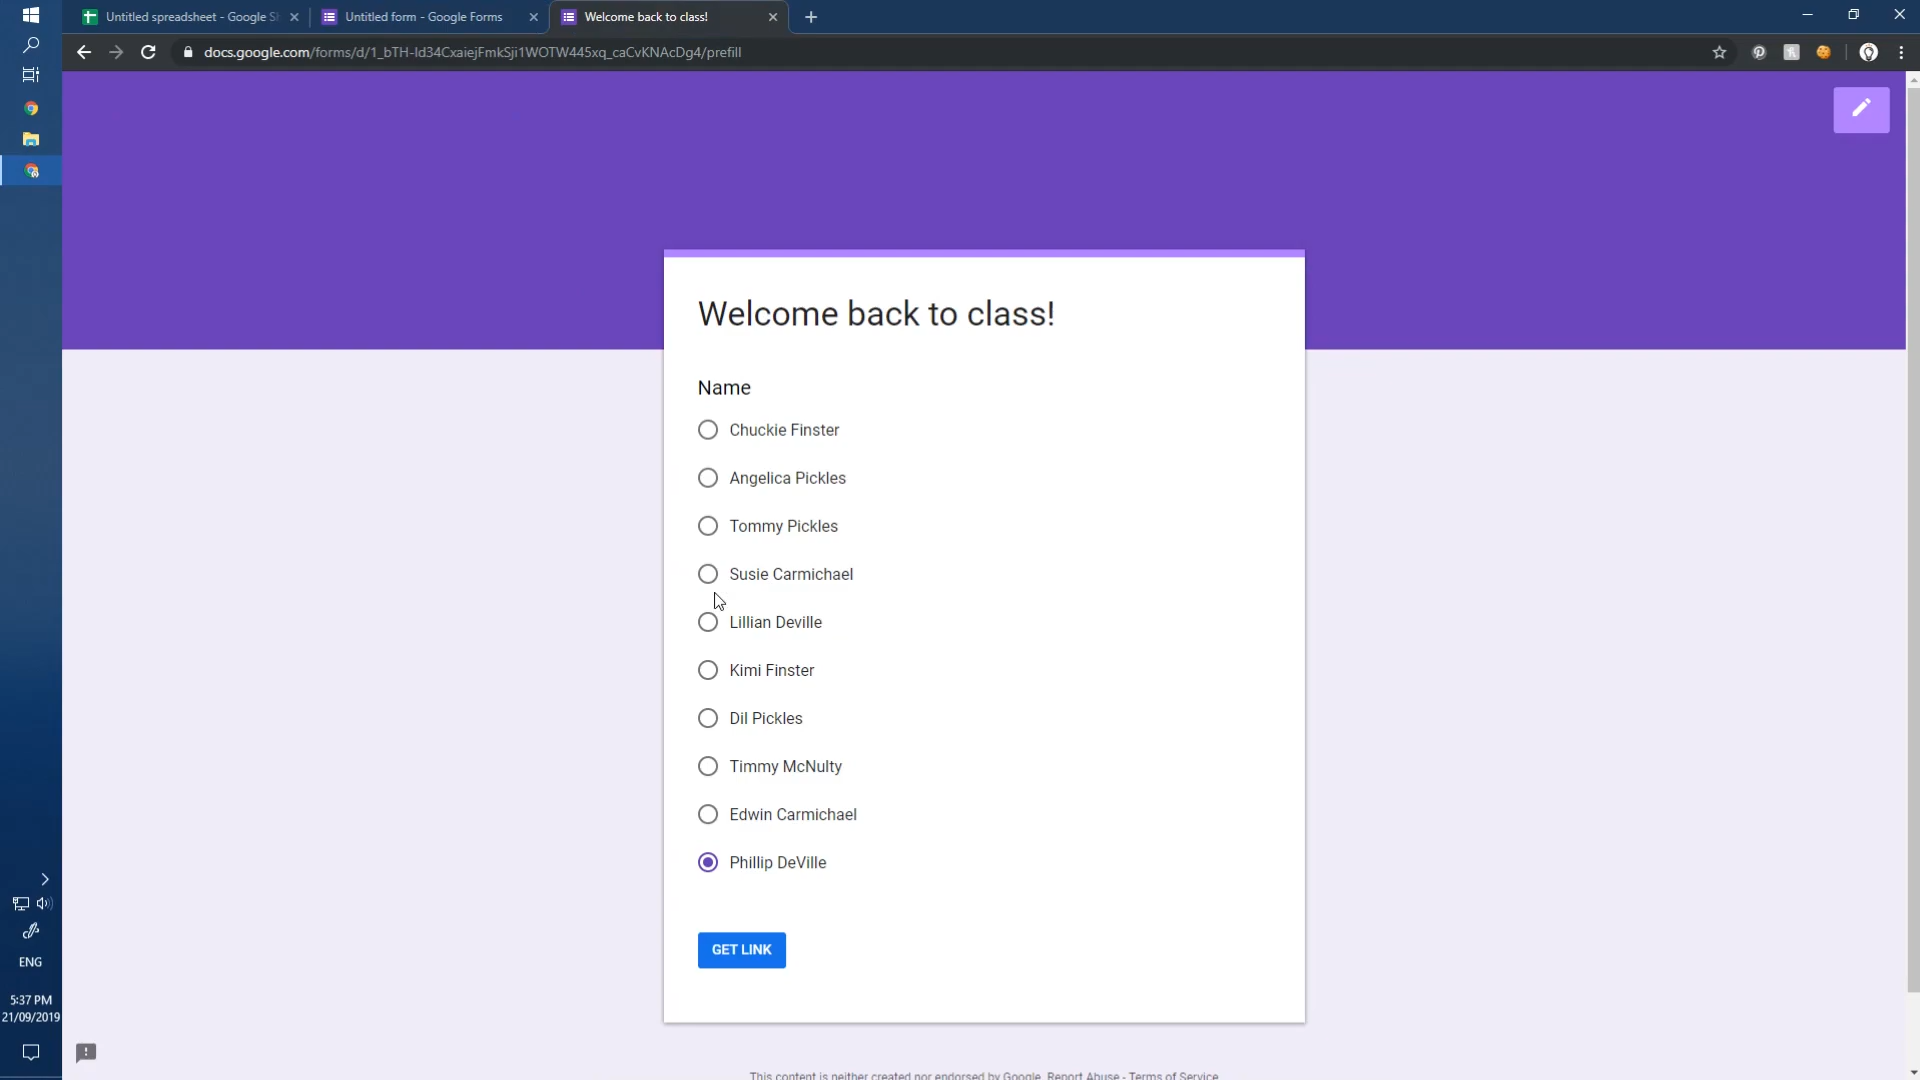 Untitled spreadsheet - Google S
Untitled form - Google Forms
Welcome back to class!
docs.google.com/forms/d/1_bTH-Id34CxaiejFmkSji1WOTW445xq_caCvKNAcDg4/prefill
Welcome back to class!
Name
Chuckie Finster
Angelica Pickles
Tommy Pickles
Susie Carmichael
Lillian Deville
Kimi Finster
Dil Pickles
Timmy McNulty
Edwin Carmichael
Phillip DeVille
GET LINK
ENG
5:37 PM
21/09/2019
This content is neither created nor endorsed by Google. Report Abuse - Terms of Service